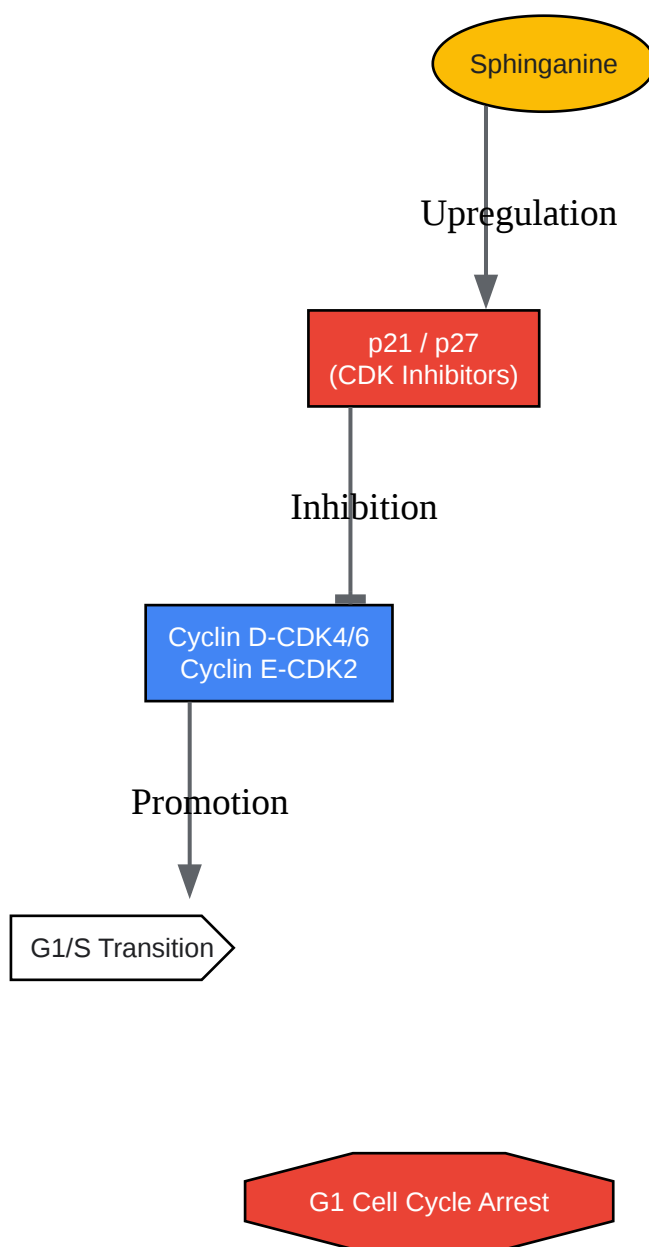 Sphinganine
Upregulation
p21 / p27
(CDK Inhibitors)
Inhibition
Cyclin D-CDK4/6
Cyclin E-CDK2
Promotion
G1/S Transition
G1 Cell Cycle Arrest